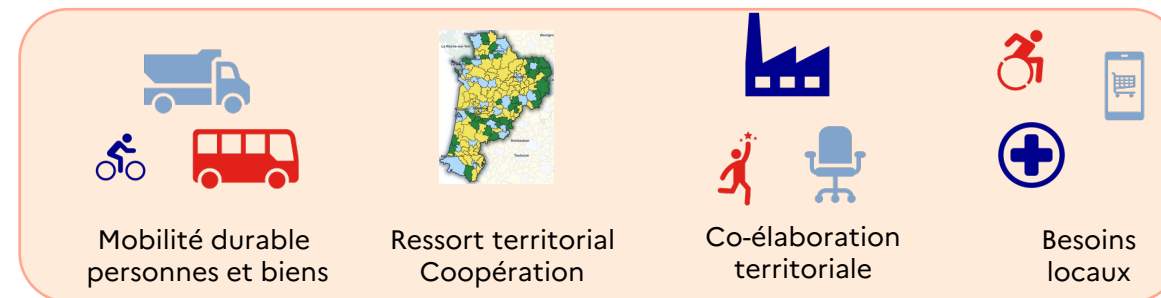 Mobilité durable
personnes et biens
Ressort territorial
Coopération
Co-élaboration
territoriale
Besoins
locaux